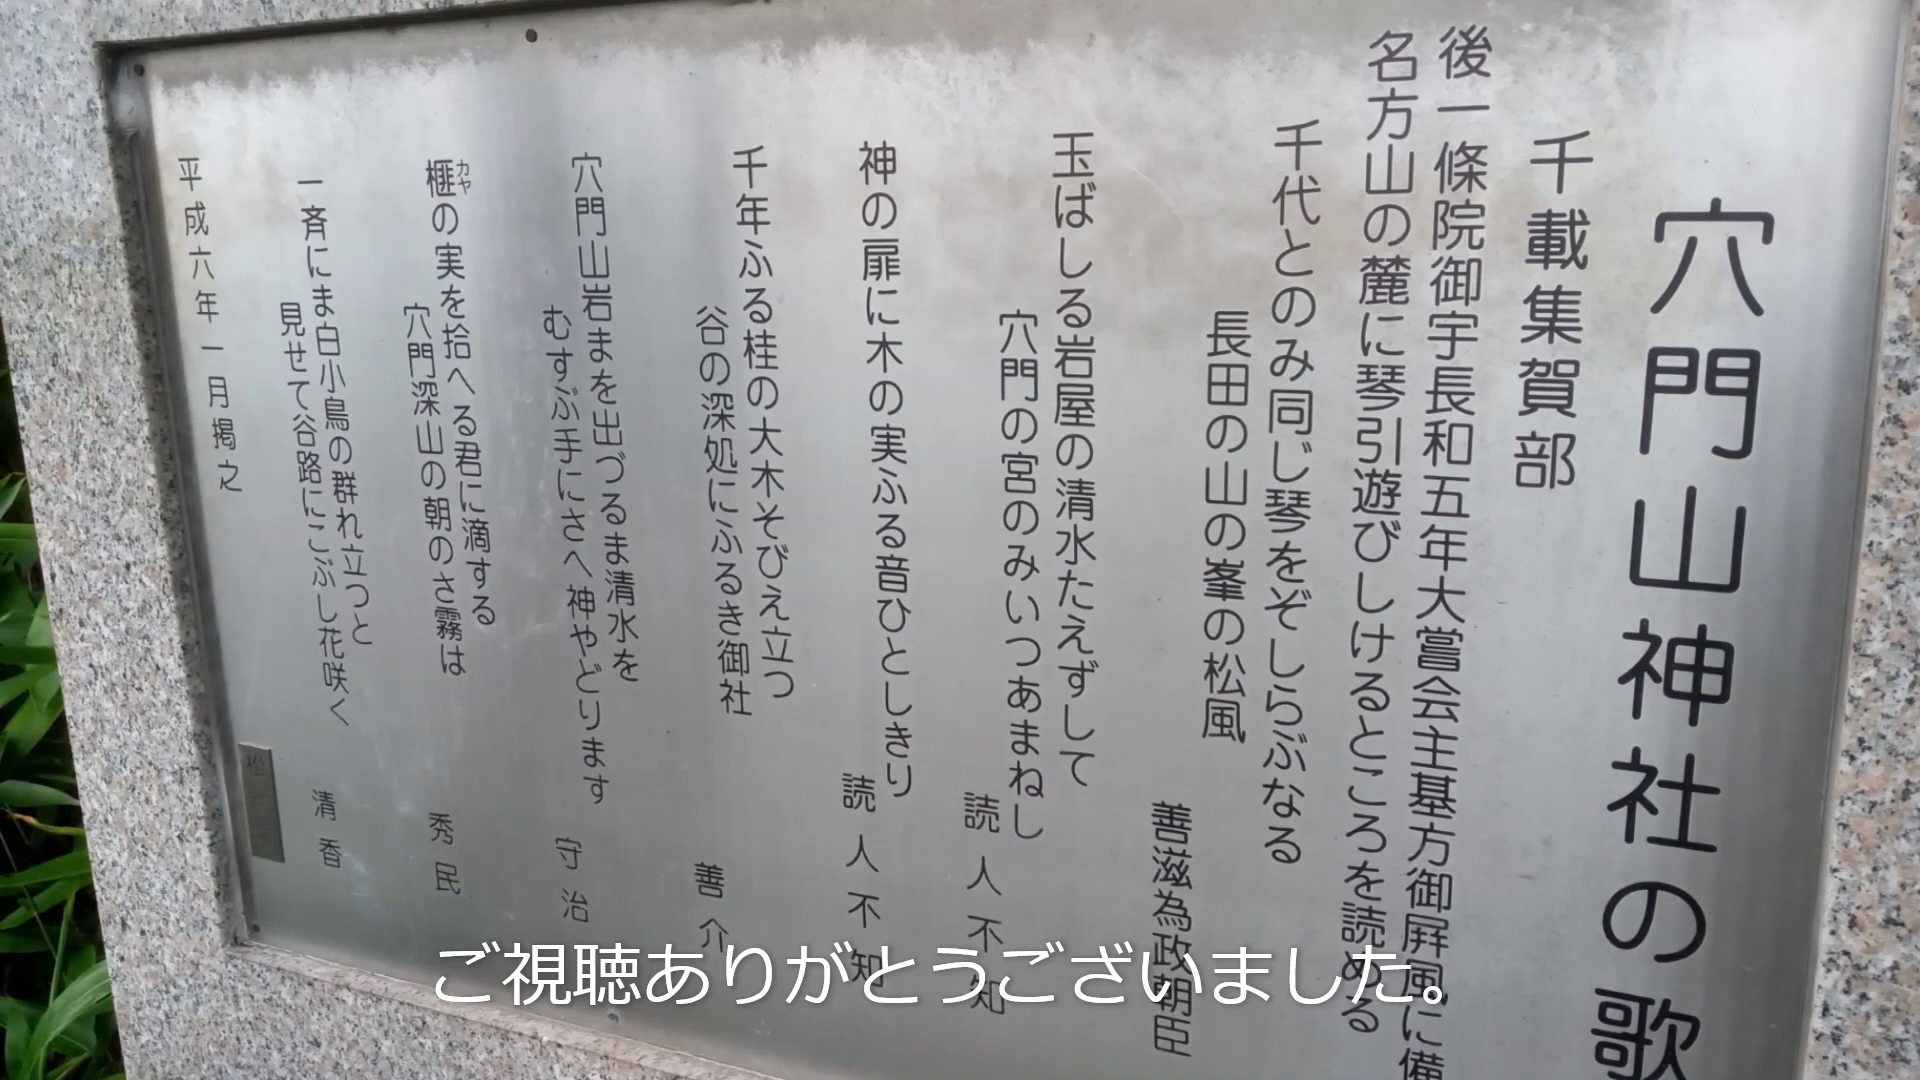 穴門山神社の歌
千載集賀部
後一條院御宇長和五年大嘗会主基方御屛風に備
名方山の麓に琴引遊びしけるところを読める
千代とのみ同じ琴をぞしらぶなる
長田の山の峯の松風
善滋為政朝臣
玉ばしる岩屋の清水たえずして
穴門の宮のみいつあまねし
読人不知
神の扉に木の実ふる音ひとしきり
読人不知
千年ふる桂の大木そびえ立つ
谷の深処にふるき御社
善介
穴門山岩まを出づるま清水を
むすぶ手にさへ神やどります
守治
榧の実を拾へる君に滴する
カヤ
穴門深山の朝のさ霧は
秀民
一斉にま白小鳥の群れ立つと
見せて谷路にこぶし花咲く
清香
平成六年一月掲之
ご視聴ありがとうございました。